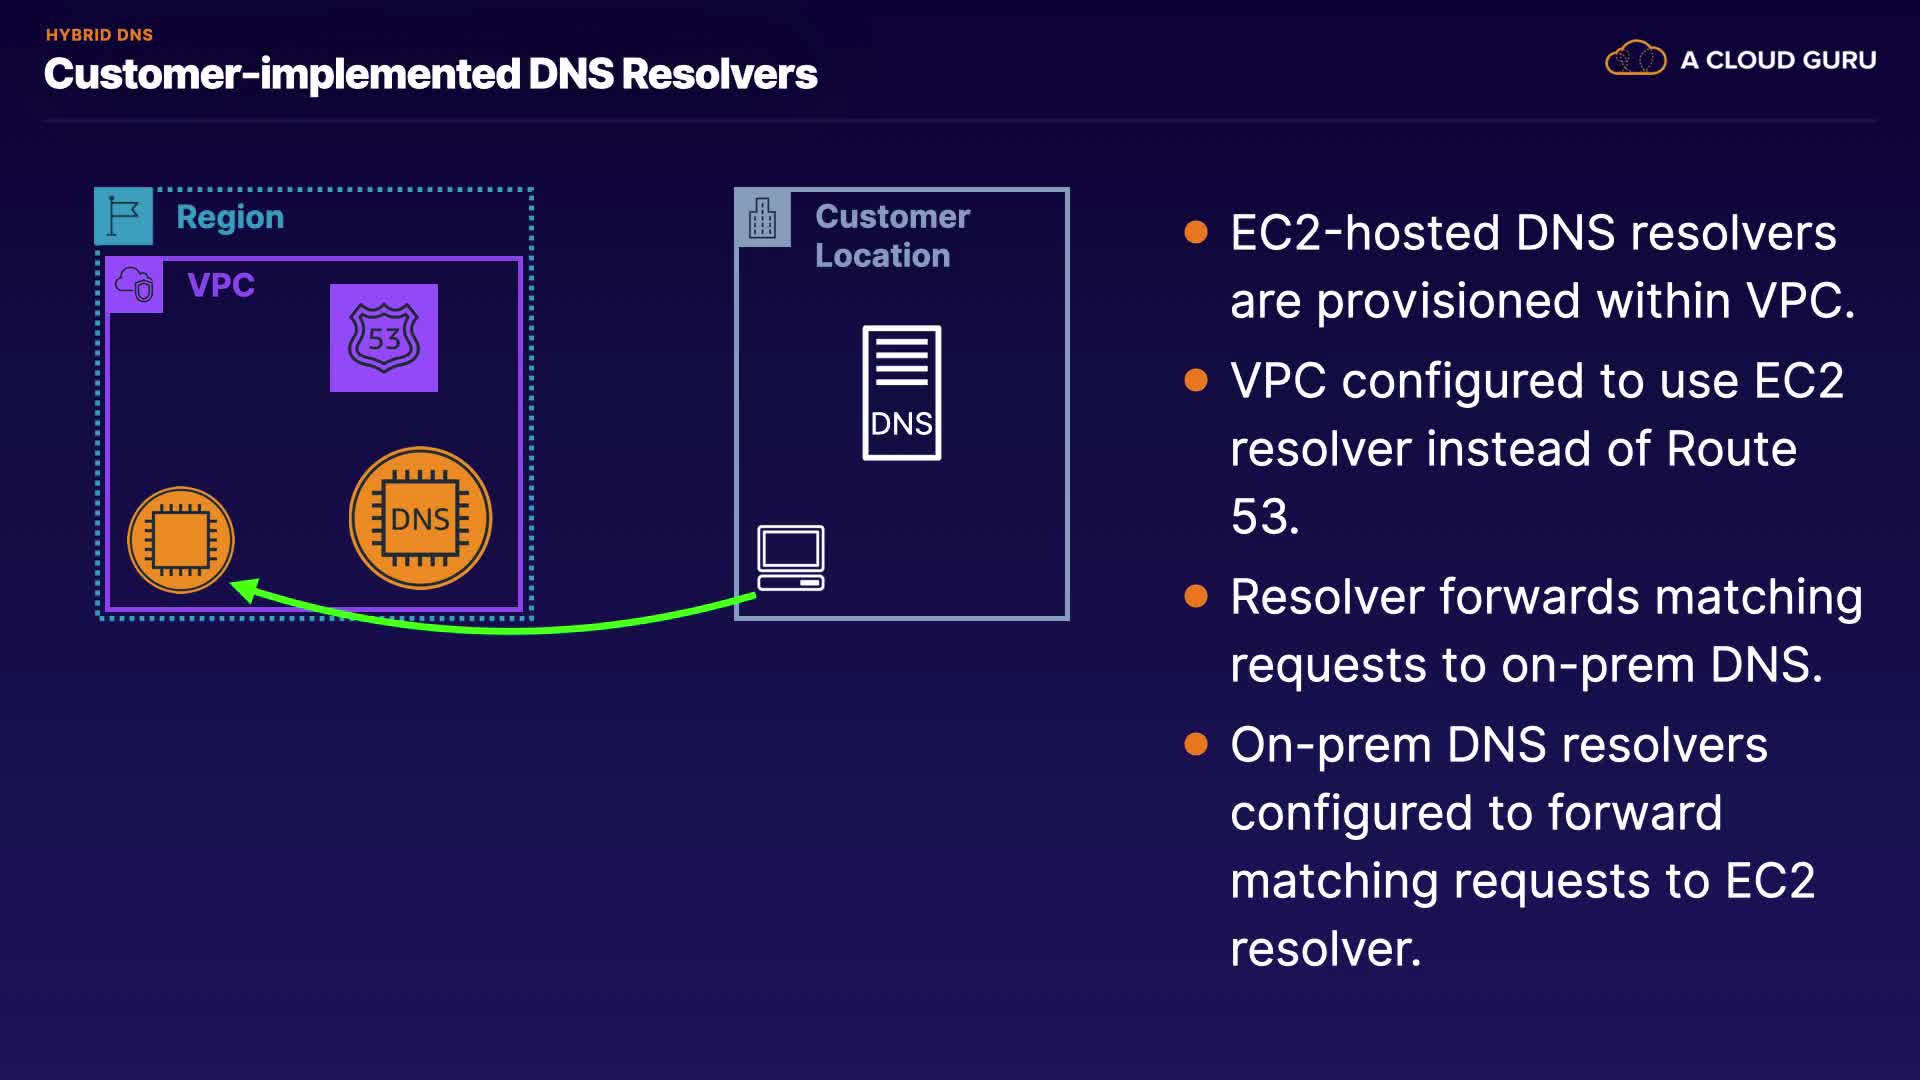 HYBRID DNS
Customer-implemented DNS Resolvers
A CLOUD GURU
Region
VPC
53
DNS
Customer
Location
DNS
EC2-hosted DNS resolvers
are provisioned within VPC.
VPC configured to use EC2
resolver instead of Route
53.
Resolver forwards matching
requests to on-prem DNS.
On-prem DNS resolvers
configured to forward
matching requests to EC2
resolver.